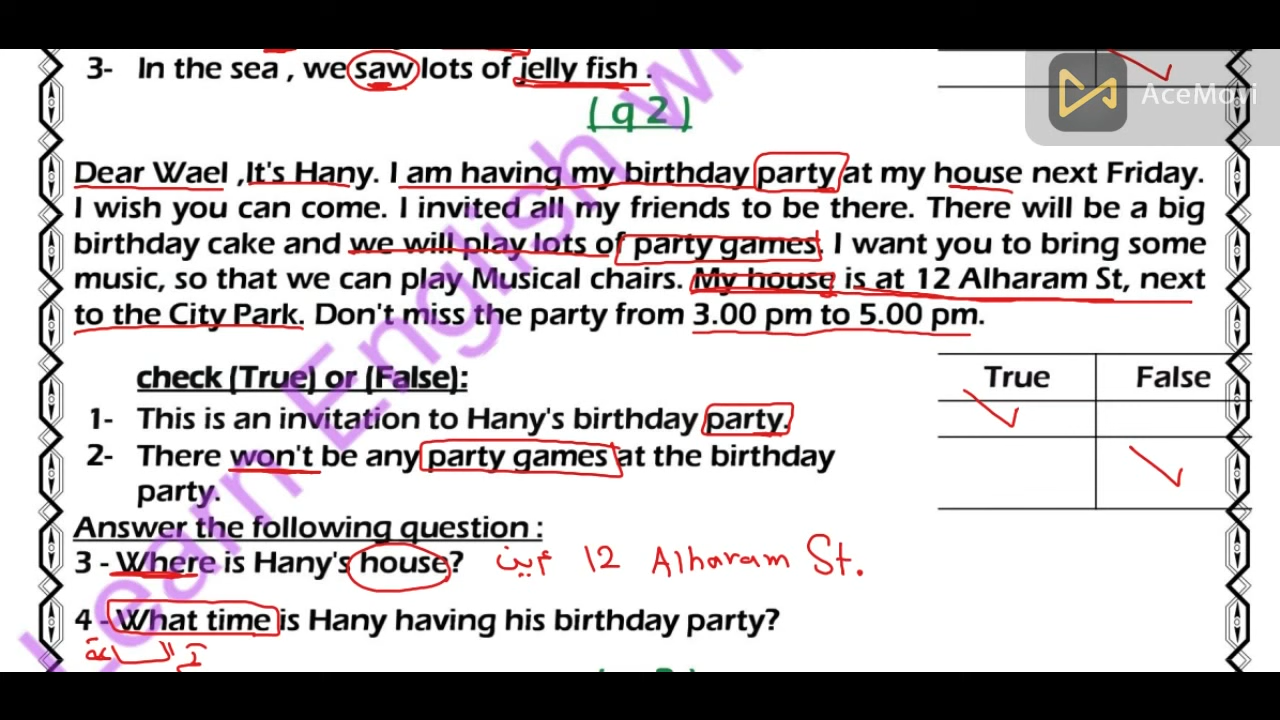 3- In the sea , we saw lots of jelly fish .
AceMovi
( q 2 )
Dear Wael ,It's Hany. I am having my birthday party at my house next Friday.
I wish you can come. I invited all my friends to be there. There will be a big
birthday cake and we will play lots of party games. I want you to bring some
music, so that we can play Musical chairs. My house is at 12 Alharam St, next
to the City Park. Don't miss the party from 3.00 pm to 5.00 pm.
check (True) or (False):
True False
1- This is an invitation to Hany's birthday party.
2- There won't be any party games at the birthday
party.
Answer the following question :
3 - Where is Hany's house? 12 Alharam St.
4 - What time is Hany having his birthday party?
الساعة
Learn English w